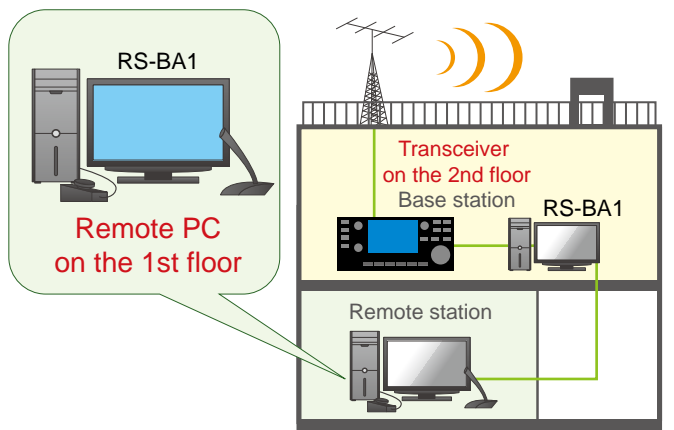 RS-BA1
Remote PC
on the 1st floor
Transceiver
on the 2nd floor
Base station
RS-BA1
Remote station